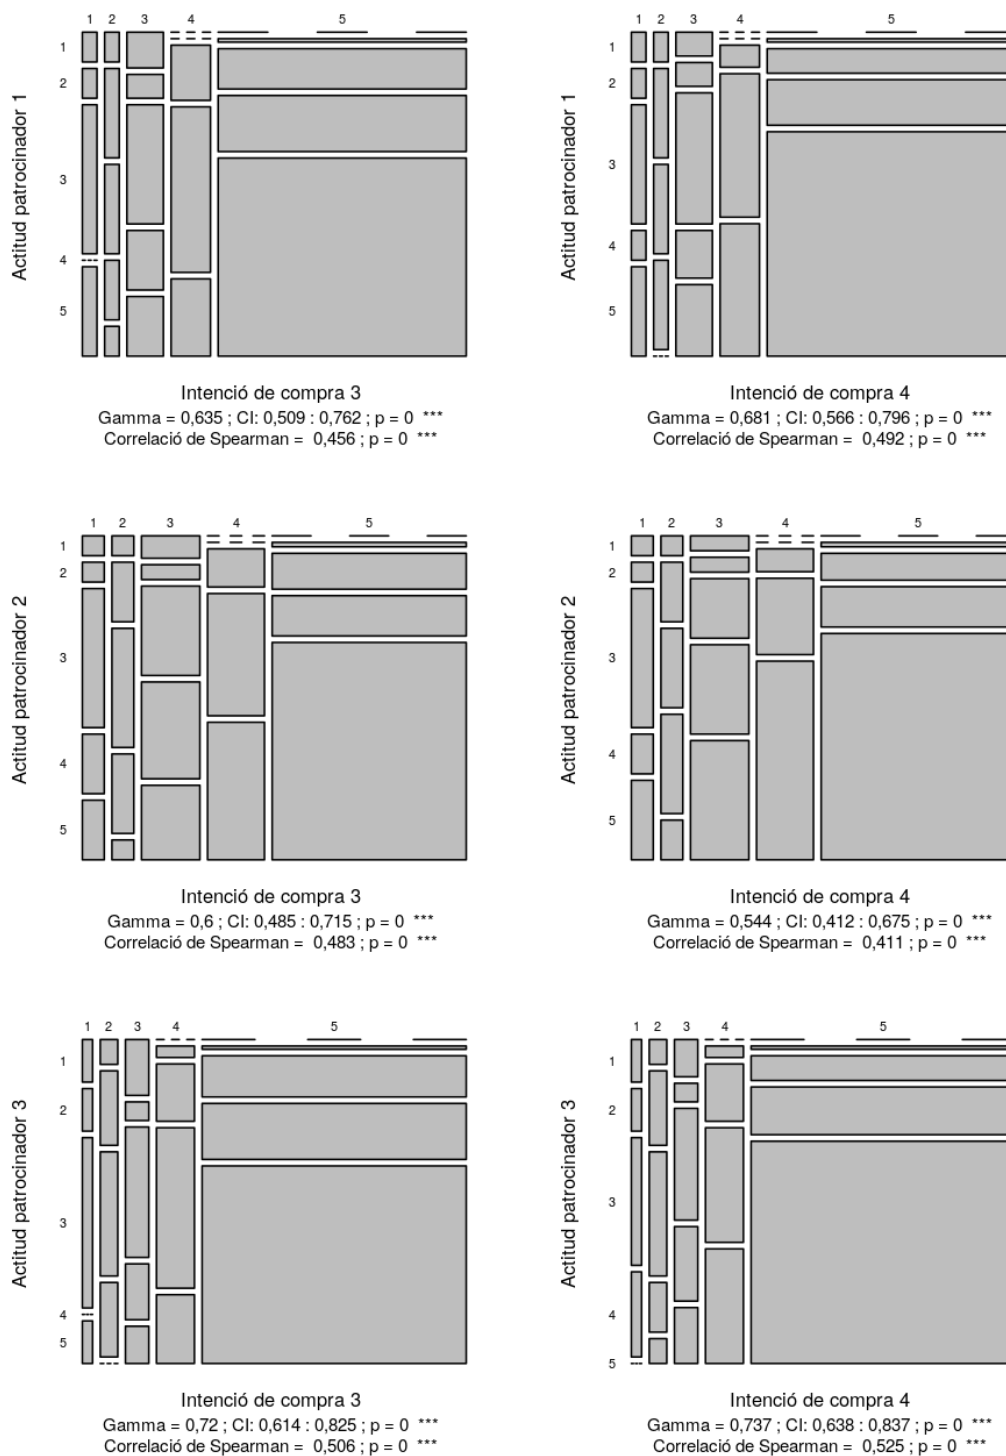 1 2 3 4 5
1
2
3
4
5
Actitud patrocinador 1
Intenció de compra 3
Gamma = 0,635 ; CI: 0,509 : 0,762 ; p = 0 ***
Correlació de Spearman = 0,456 ; p = 0 ***
1 2 3 4 5
1
2
3
4
5
Actitud patrocinador 1
Intenció de compra 4
Gamma = 0,681 ; CI: 0,566 : 0,796 ; p = 0 ***
Correlació de Spearman = 0,492 ; p = 0 ***
1 2 3 4 5
1
2
3
4
5
Actitud patrocinador 2
Intenció de compra 3
Gamma = 0,6 ; CI: 0,485 : 0,715 ; p = 0 ***
Correlació de Spearman = 0,483 ; p = 0 ***
1 2 3 4 5
1
2
3
4
5
Actitud patrocinador 2
Intenció de compra 4
Gamma = 0,544 ; CI: 0,412 : 0,675 ; p = 0 ***
Correlació de Spearman = 0,411 ; p = 0 ***
1 2 3 4 5
1
2
3
4
5
Actitud patrocinador 3
Intenció de compra 3
Gamma = 0,72 ; CI: 0,614 : 0,825 ; p = 0 ***
Correlació de Spearman = 0,506 ; p = 0 ***
1 2 3 4 5
1
2
3
4
5
Actitud patrocinador 3
Intenció de compra 4
Gamma = 0,737 ; CI: 0,638 : 0,837 ; p = 0 ***
Correlació de Spearman = 0,525 ; p = 0 ***